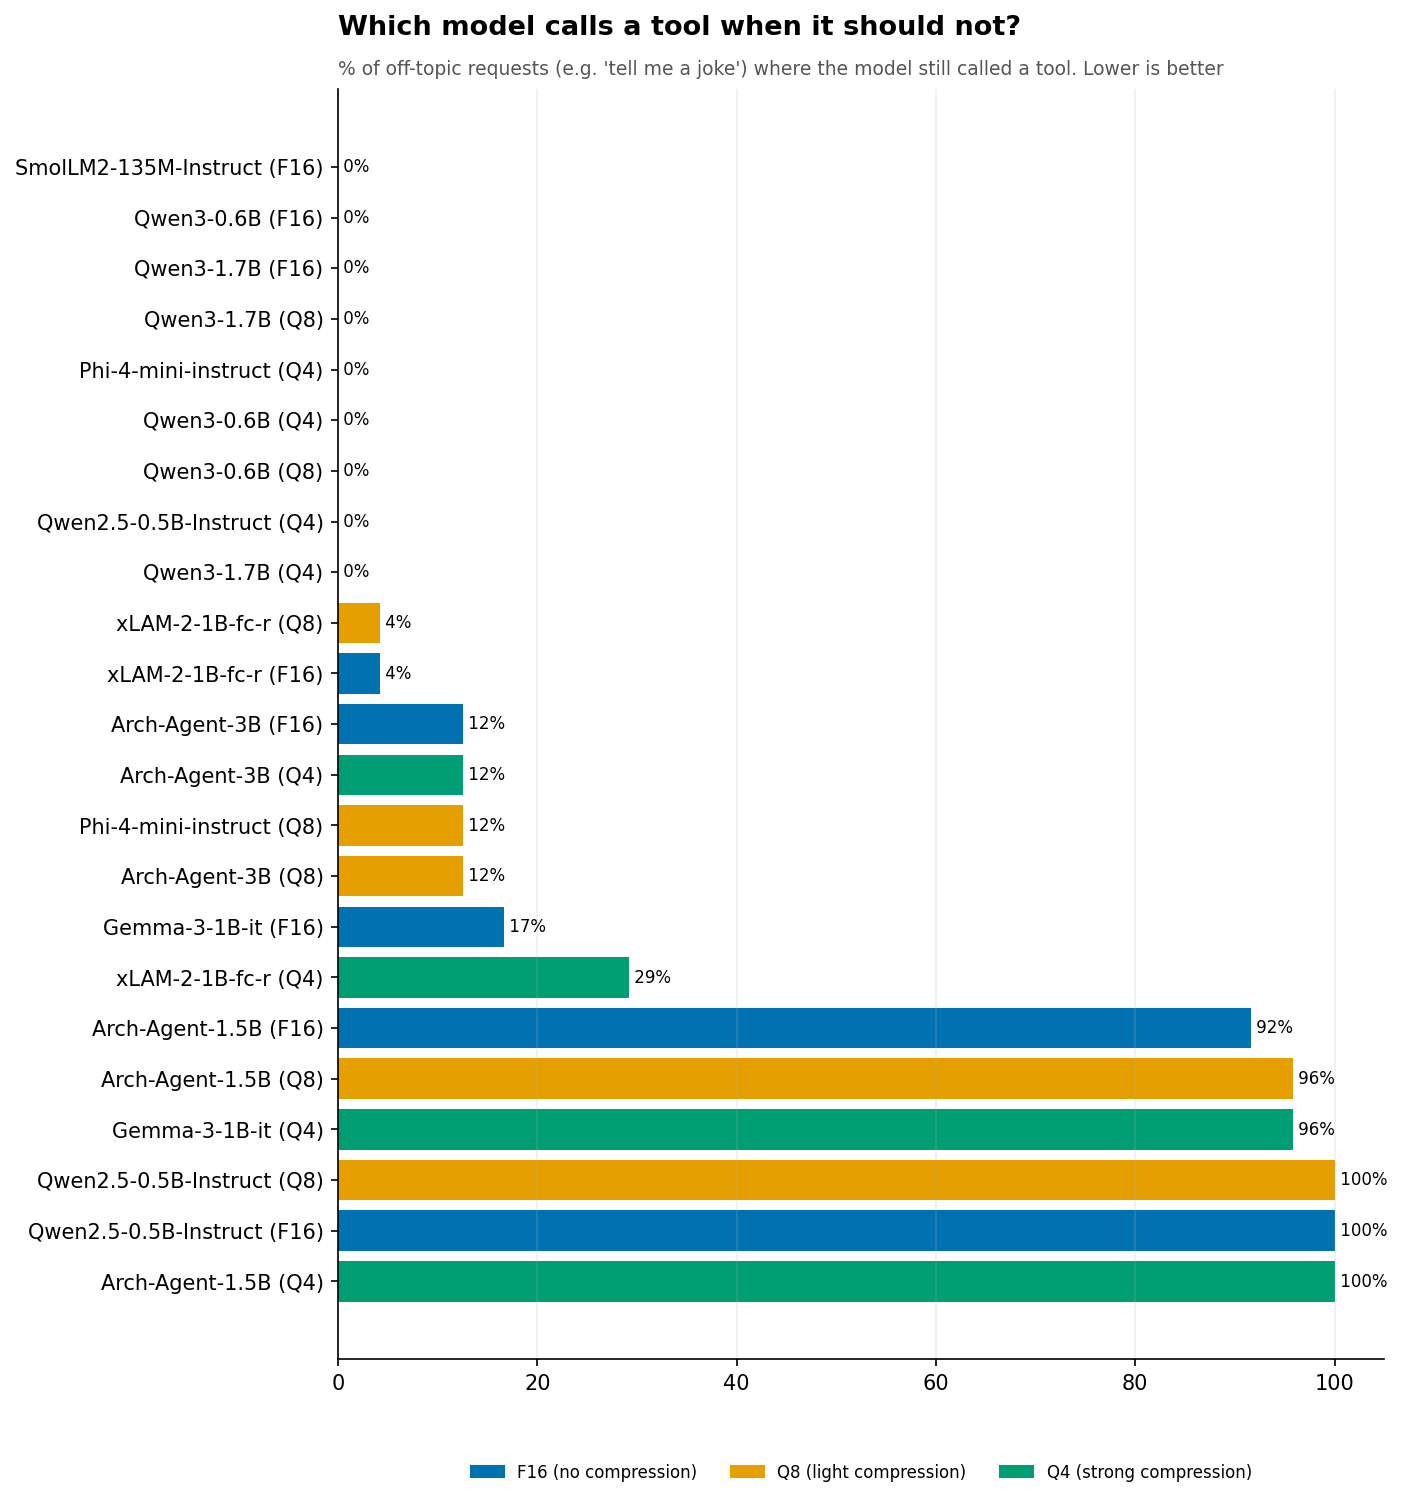 Which model calls a tool when it should not?
% of off-topic requests (e.g. 'tell me a joke') where the model still called a tool. Lower is better
SmolLM2-135M-Instruct (F16) 0%
Qwen3-0.6B (F16) 0%
Qwen3-1.7B (F16) 0%
Qwen3-1.7B (Q8) 0%
Phi-4-mini-instruct (Q4) 0%
Qwen3-0.6B (Q4) 0%
Qwen3-0.6B (Q8) 0%
Qwen2.5-0.5B-Instruct (Q4) 0%
Qwen3-1.7B (Q4) 0%
xLAM-2-1B-fc-r (Q8) 4%
xLAM-2-1B-fc-r (F16) 4%
Arch-Agent-3B (F16) 12%
Arch-Agent-3B (Q4) 12%
Phi-4-mini-instruct (Q8) 12%
Arch-Agent-3B (Q8) 12%
Gemma-3-1B-it (F16) 17%
xLAM-2-1B-fc-r (Q4) 29%
Arch-Agent-1.5B (F16) 92%
Arch-Agent-1.5B (Q8) 96%
Gemma-3-1B-it (Q4) 96%
Qwen2.5-0.5B-Instruct (Q8) 100%
Qwen2.5-0.5B-Instruct (F16) 100%
Arch-Agent-1.5B (Q4) 100%
0 20 40 60 80 100
F16 (no compression) Q8 (light compression) Q4 (strong compression)